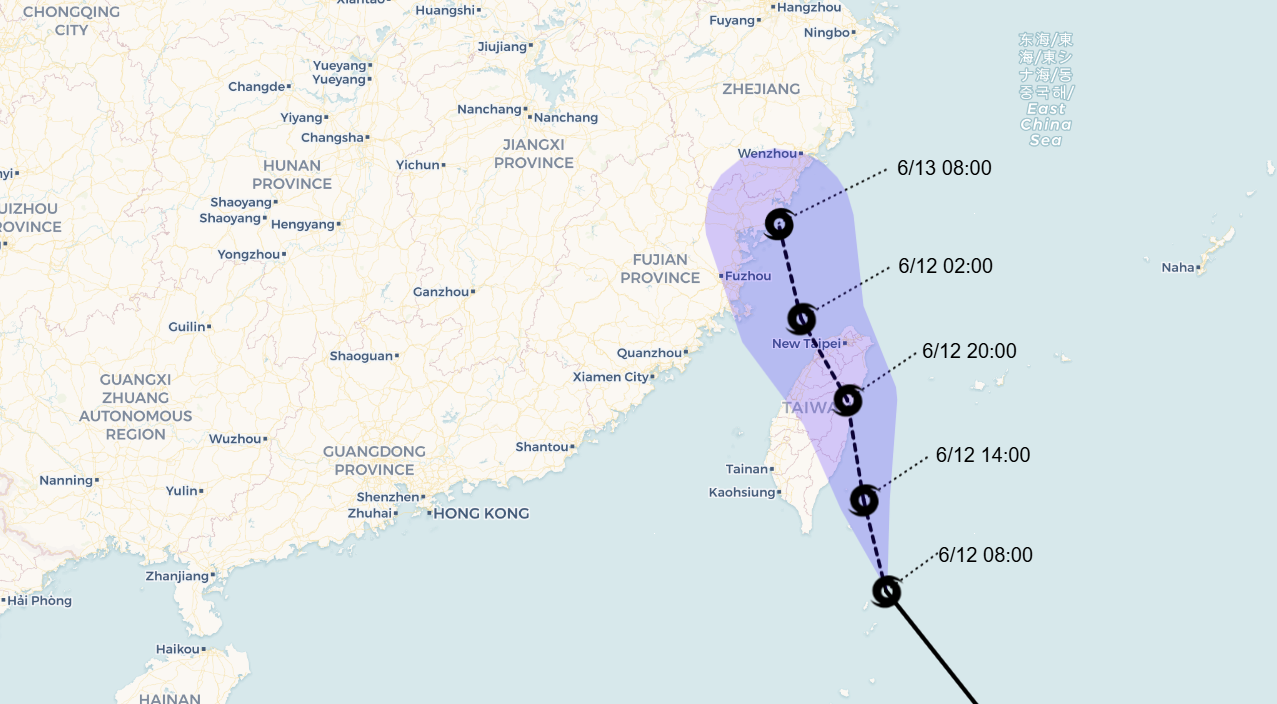 CHONGQING
CITY
Huangshi
Hangzhou
Fuyang
Ningbo
Jiujiang
Yueyang
Yueyang
Changde
ZHEJIANG
东海/東
海/東シ
ナ海/동
중국해/
East
China
Sea
Nanchang
Nanchang
Yiyang
Changsha
JIANGXI
PROVINCE
Wenzhou
6/13 08:00
HUNAN
PROVINCE
Yichun
Shaoyang
Shaoyang
Hengyang
UIZHOU
ROVINCE
Yongzhou
FUJIAN
PROVINCE
6/12 02:00
Naha
Fuzhou
Ganzhou
Guilin
New Taipei
6/12 20:00
Shaoguan
Quanzhou
Xiamen City
GUANGXI
ZHUANG
AUTONOMOUS
REGION
TAIWA
Wuzhou
Shantou
6/12 14:00
GUANGDONG
PROVINCE
Tainan
Nanning
Yulin
Shenzhen
Kaohsiung
Zhuhai
HONG KONG
6/12 08:00
Zhanjiang
Hải Phòng
Haikou
HAINAN